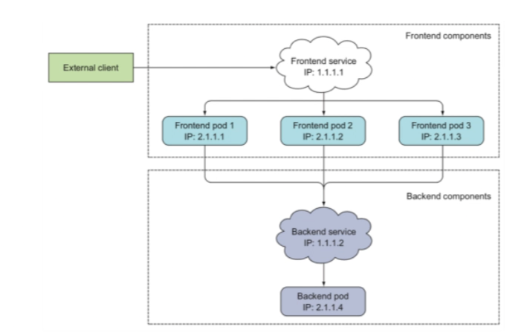 Frontend components
External client
Frontend service
IP: 1.1.1.1
Frontend pod 1
IP: 2.1.1.1
Frontend pod 2
IP: 2.1.1.2
Frontend pod 3
IP: 2.1.1.3
Backend components
Backend service
IP: 1.1.1.2
Backend pod
IP: 2.1.1.4